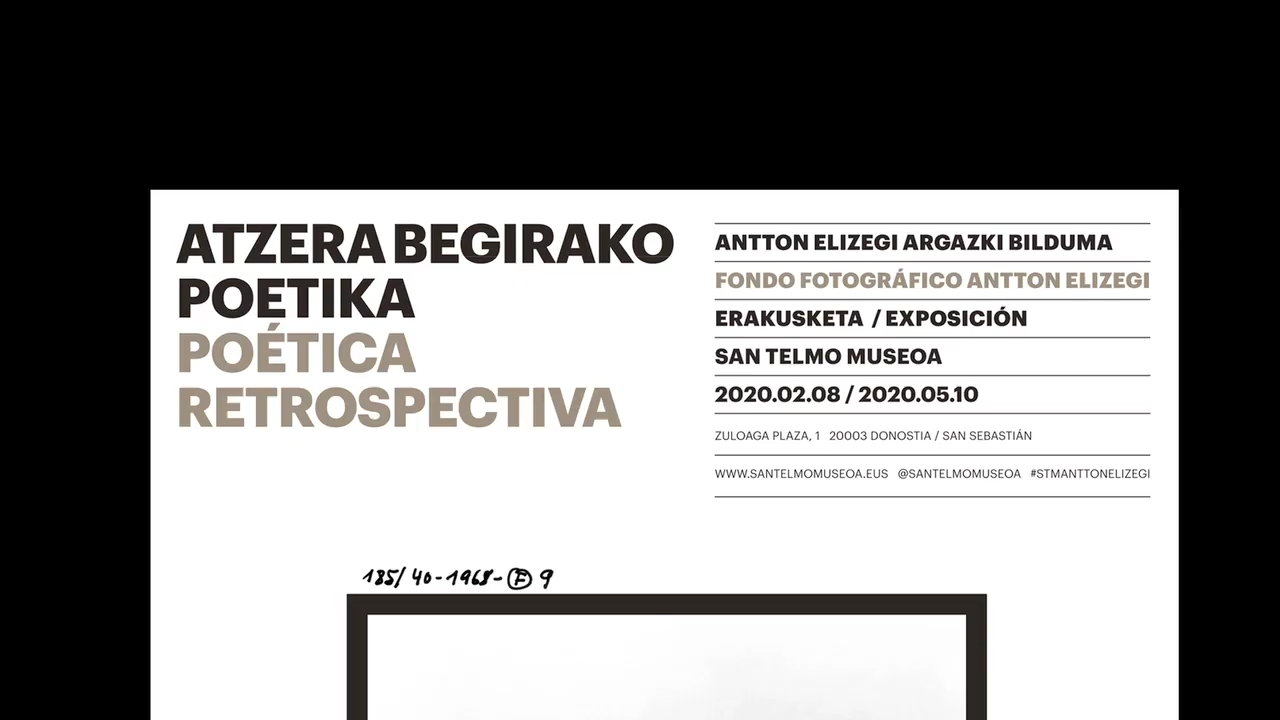 ATZERA BEGIRAKO
POETIKA
POÉTICA
RETROSPECTIVA
ANTTON ELIZEGI ARGAZKI BILDUMA
FONDO FOTOGRÁFICO ANTTON ELIZEGI
ERAKUSKETA / EXPOSICIÓN
SAN TELMO MUSEOA
2020.02.08 / 2020.05.10
ZULOAGA PLAZA, 1 20003 DONOSTIA / SAN SEBASTIÁN
WWW.SANTELMOMUSEOA.EUS @SANTELMOMUSEOA #STMANTTONELIZEGI
185/40-1968-Ⓕ 9